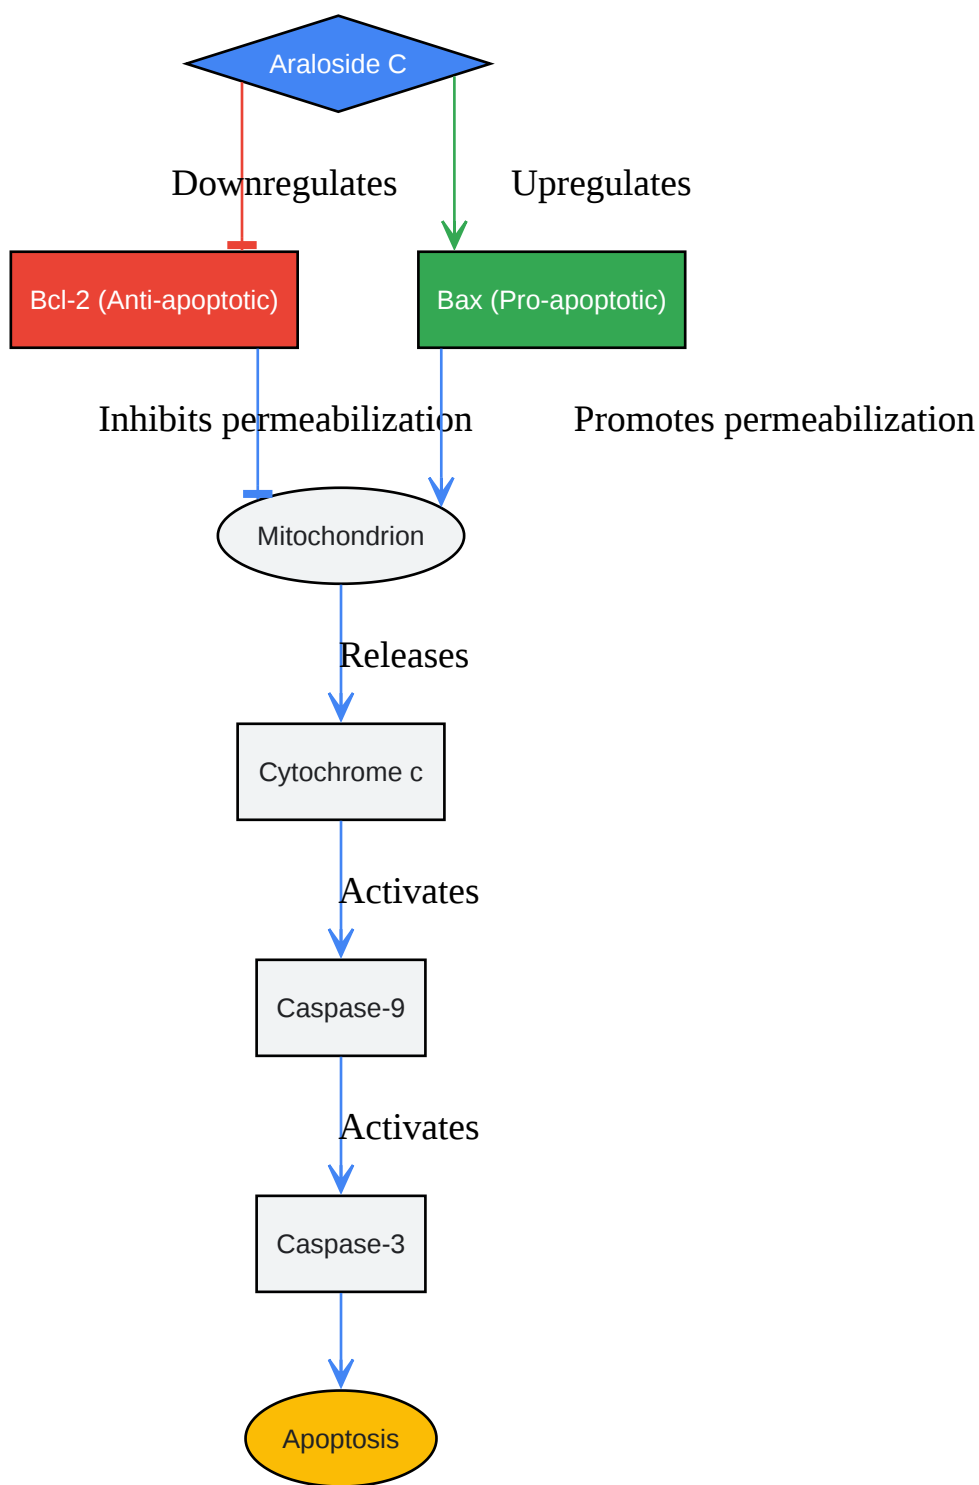 Araloside C
Downregulates
Upregulates
Bcl-2 (Anti-apoptotic)
Bax (Pro-apoptotic)
Inhibits permeabilization
Promotes permeabilization
Mitochondrion
Releases
Cytochrome c
Activates
Caspase-9
Activates
Caspase-3
Apoptosis